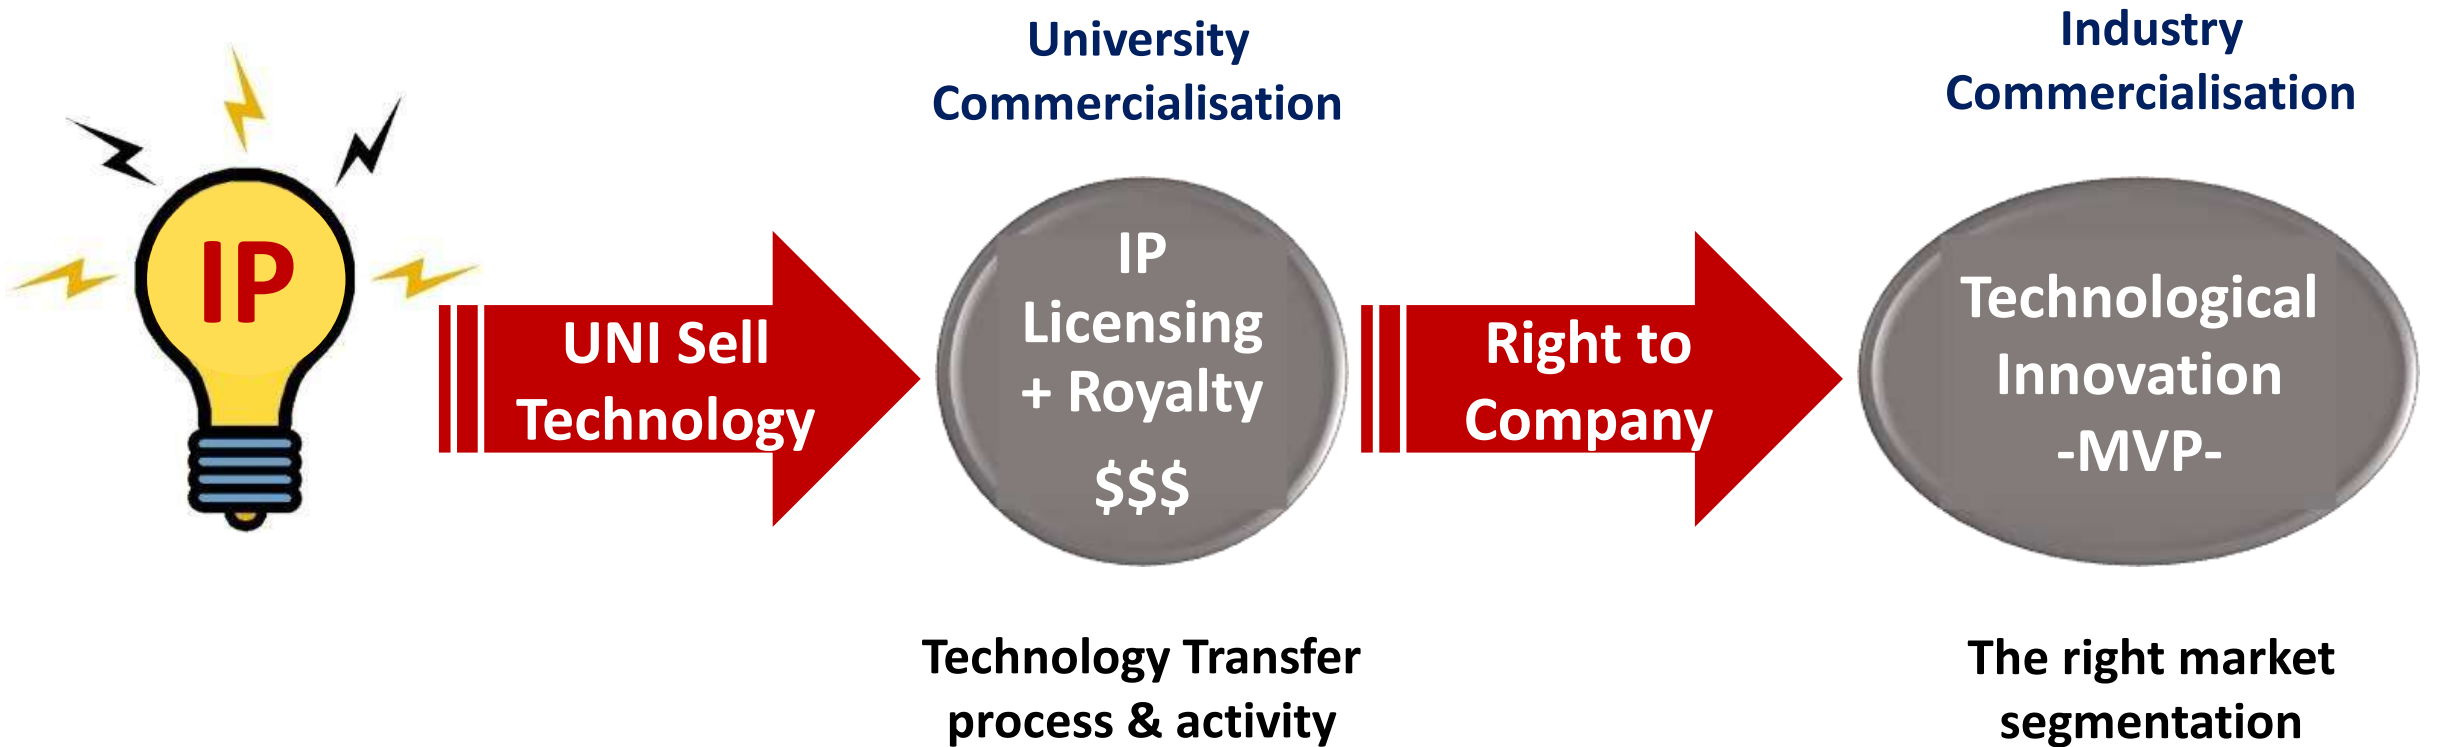 IP
UNI Sell
Technology
University
Commercialisation
IP
Licensing
+ Royalty
$$$
Technology Transfer
process & activity
Right to
Company
Industry
Commercialisation
Technological
Innovation
-MVP-
The right market
segmentation